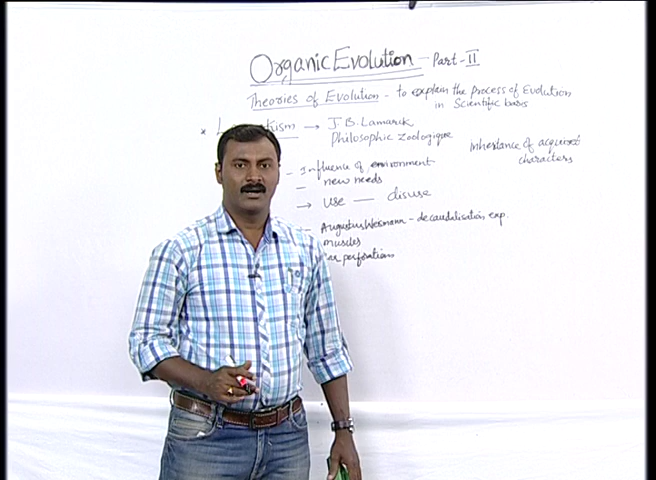 Organic Evolution - Part - II
Theories of Evolution - to explain the process of Evolution
in Scientific basis
* → J.B. Lamarck
Philosophic Zoologique
Inheritance of acquired
characters
- Influence of environment
- new needs
→ use — disuse
Augustus Weismann - decaudalisation exp.
muscles
perforations